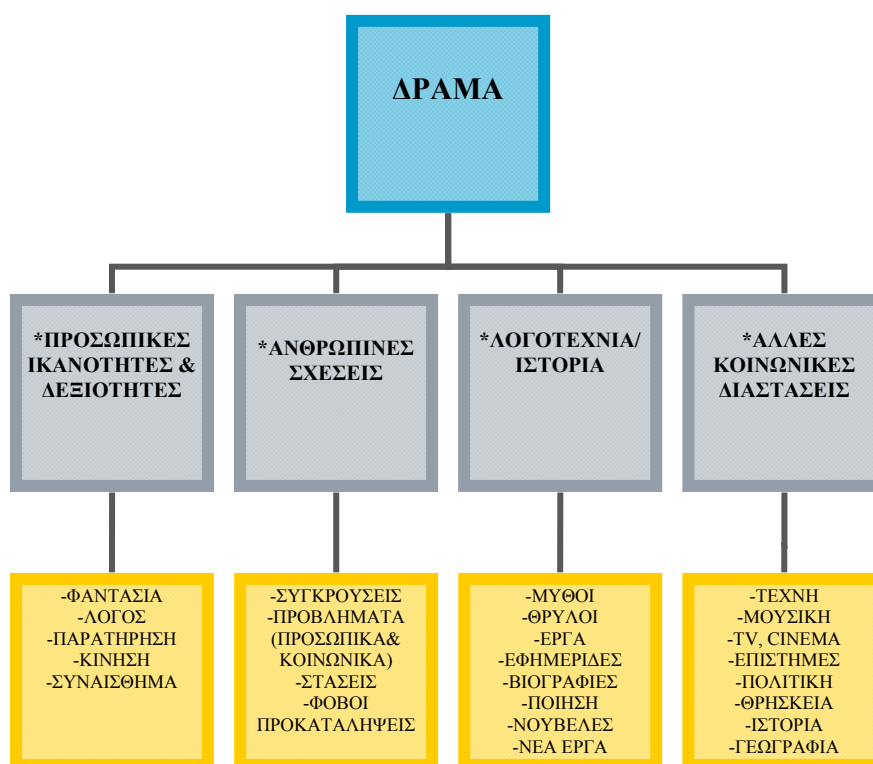 ΔΡΑΜΑ
*ΠΡΟΣΩΠΙΚΕΣ
ΙΚΑΝΟΤΗΤΕΣ &
ΔΕΞΙΟΤΗΤΕΣ
*ΑΝΘΡΩΠΙΝΕΣ
ΣΧΕΣΕΙΣ
*ΛΟΓΟΤΕΧΝΙΑ/
ΙΣΤΟΡΙΑ
*ΑΛΛΕΣ
ΚΟΙΝΩΝΙΚΕΣ
ΔΙΑΣΤΑΣΕΙΣ
-ΦΑΝΤΑΣΙΑ
-ΛΟΓΟΣ
-ΠΑΡΑΤΗΡΗΣΗ
-ΚΙΝΗΣΗ
-ΣΥΝΑΙΣΘΗΜΑ
-ΣΥΓΚΡΟΥΣΕΙΣ
-ΠΡΟΒΛΗΜΑΤΑ
(ΠΡΟΣΩΠΙΚΑ&
ΚΟΙΝΩΝΙΚΑ)
-ΣΤΑΣΕΙΣ
-ΦΟΒΟΙ
ΠΡΟΚΑΤΑΛΗΨΕΙΣ
-ΜΥΘΟΙ
-ΘΡΥΛΟΙ
-ΕΡΓΑ
-ΕΦΗΜΕΡΙΔΕΣ
-ΒΙΟΓΡΑΦΙΕΣ
-ΠΟΙΗΣΗ
-ΝΟΥΒΕΛΕΣ
-ΝΕΑ ΕΡΓΑ
-ΤΕΧΝΗ
-ΜΟΥΣΙΚΗ
-TV, CINEMA
-ΕΠΙΣΤΗΜΕΣ
-ΠΟΛΙΤΙΚΗ
-ΘΡΗΣΚΕΙΑ
-ΙΣΤΟΡΙΑ
-ΓΕΩΓΡΑΦΙΑ